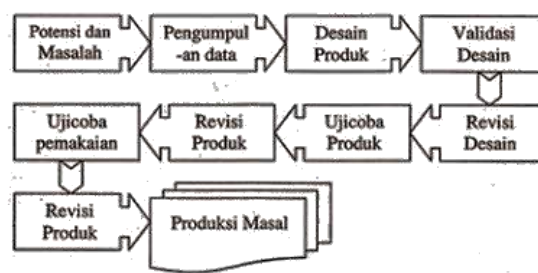 Potensi dan
Masalah
Pengumpul
-an data
Desain
Produk
Validasi
Desain
Revisi
Desain
Ujicoba
Produk
Revisi
Produk
Ujicoba
pemakaian
Revisi
Produk
Produksi Masal